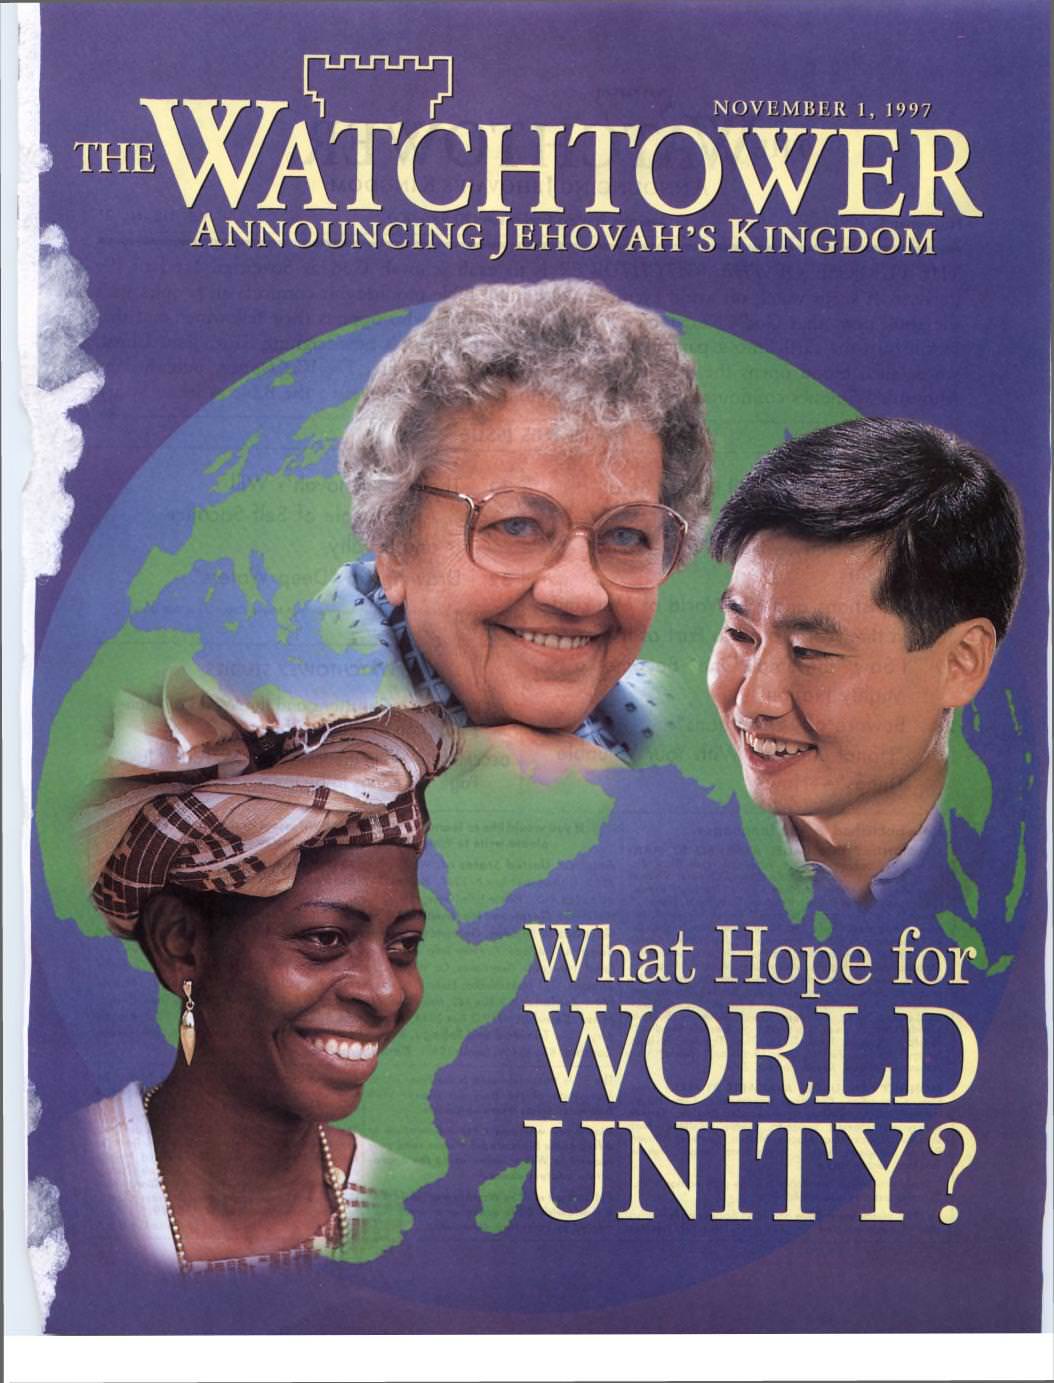 NOVEMBER 1, 1997
THE WATCHTOWER
ANNOUNCING JEHOVAH'S KINGDOM
What Hope for
WORLD
UNITY?